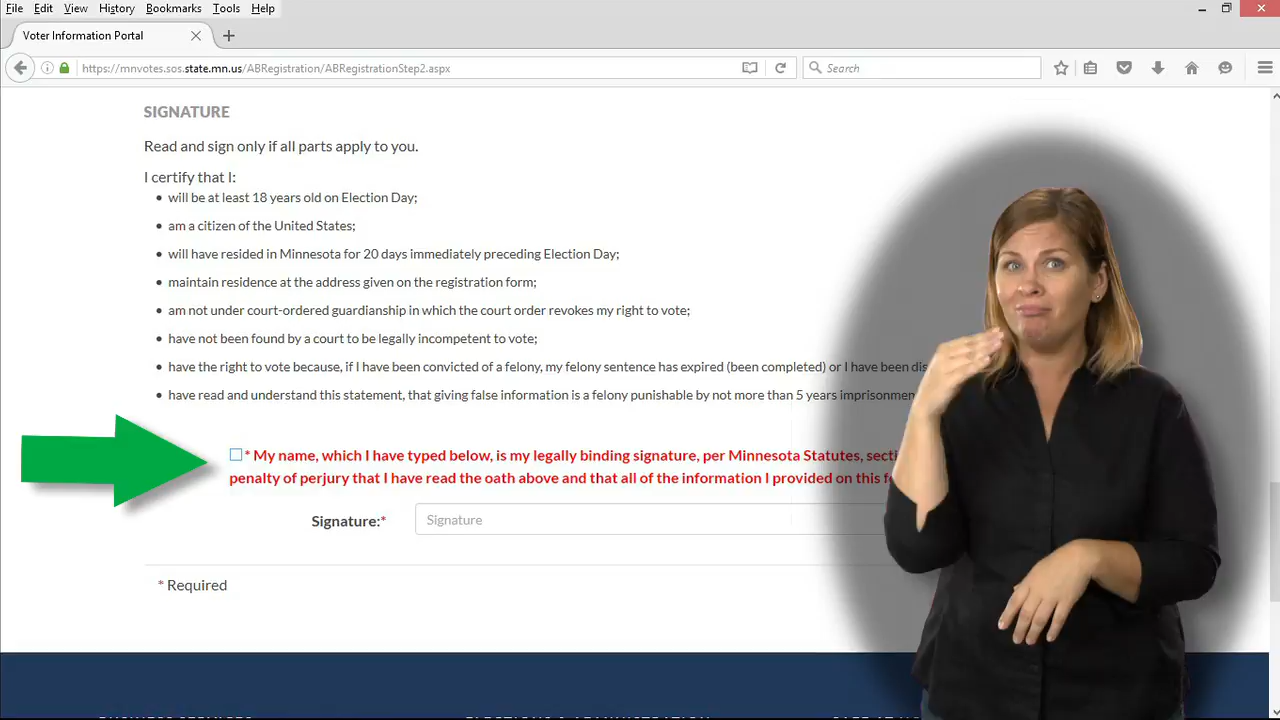 File Edit View History Bookmarks Tools Help
Voter Information Portal
https://mnvotes.sos.state.mn.us/ABRegistration/ABRegistrationStep2.aspx
Search
SIGNATURE
Read and sign only if all parts apply to you.
I certify that I:
will be at least 18 years old on Election Day;
am a citizen of the United States;
will have resided in Minnesota for 20 days immediately preceding Election Day;
maintain residence at the address given on the registration form;
am not under court-ordered guardianship in which the court order revokes my right to vote;
have not been found by a court to be legally incompetent to vote;
have the right to vote because, if I have been convicted of a felony, my felony sentence has expired (been completed) or I have been
have read and understand this statement, that giving false information is a felony punishable by not more than 5 years
* My name, which I have typed below, is my legally binding signature, per Minnesota Statutes,
penalty of perjury that I have read the oath above and that all of the information I provided on this
Signature:*
Signature
* Required